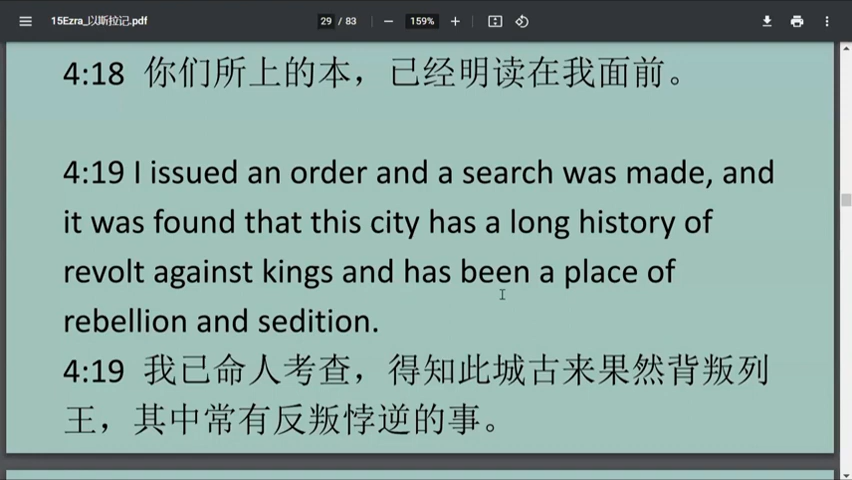 15Ezra_以斯拉记.pdf 29 / 83 159%
4:18 你们所上的本，已经明读在我面前。
4:19 I issued an order and a search was made, and
it was found that this city has a long history of
revolt against kings and has been a place of
rebellion and sedition.
4:19 我已命人考查，得知此城古来果然背叛列
王，其中常有反叛悖逆的事。